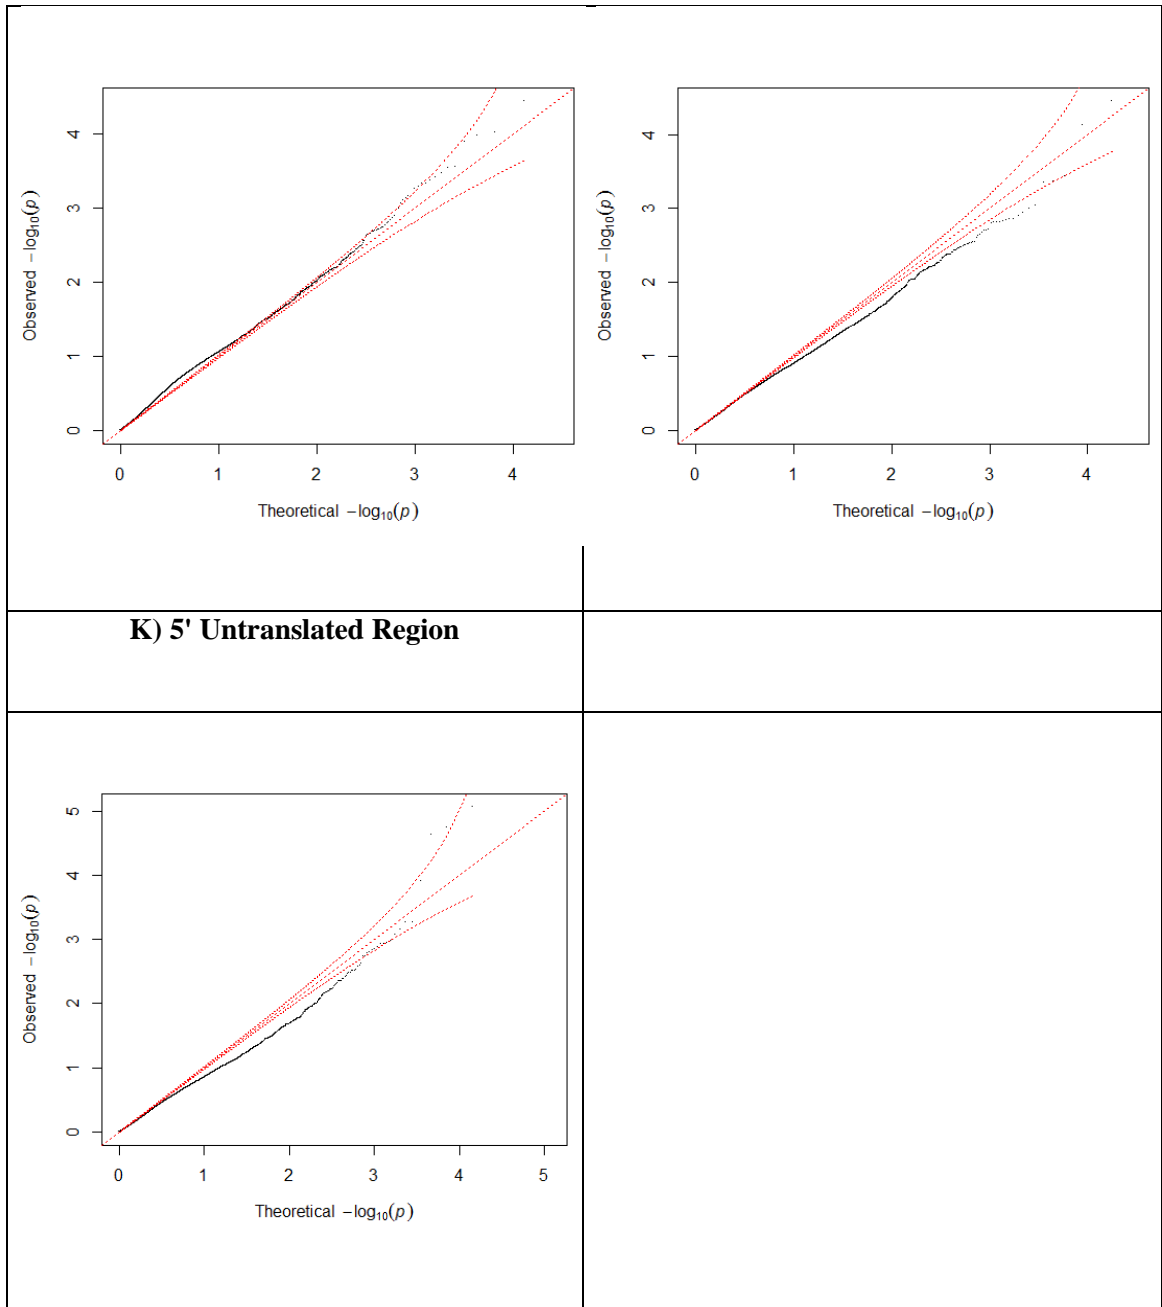 4
3
2
1
0
Observed −log10(p)
0 1 2 3 4
Theoretical −log10(p)
4
3
2
1
0
Observed −log10(p)
0 1 2 3 4
Theoretical −log10(p)
K) 5' Untranslated Region
5
4
3
2
1
0
Observed −log10(p)
0 1 2 3 4 5
Theoretical −log10(p)